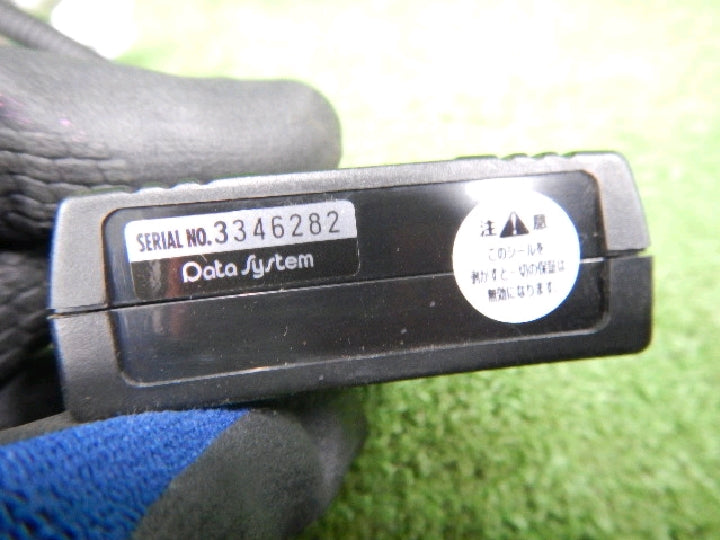 SERIAL NO.3346282
Data System
注意
このシールを
剥がすと一切の保証は
無効になります